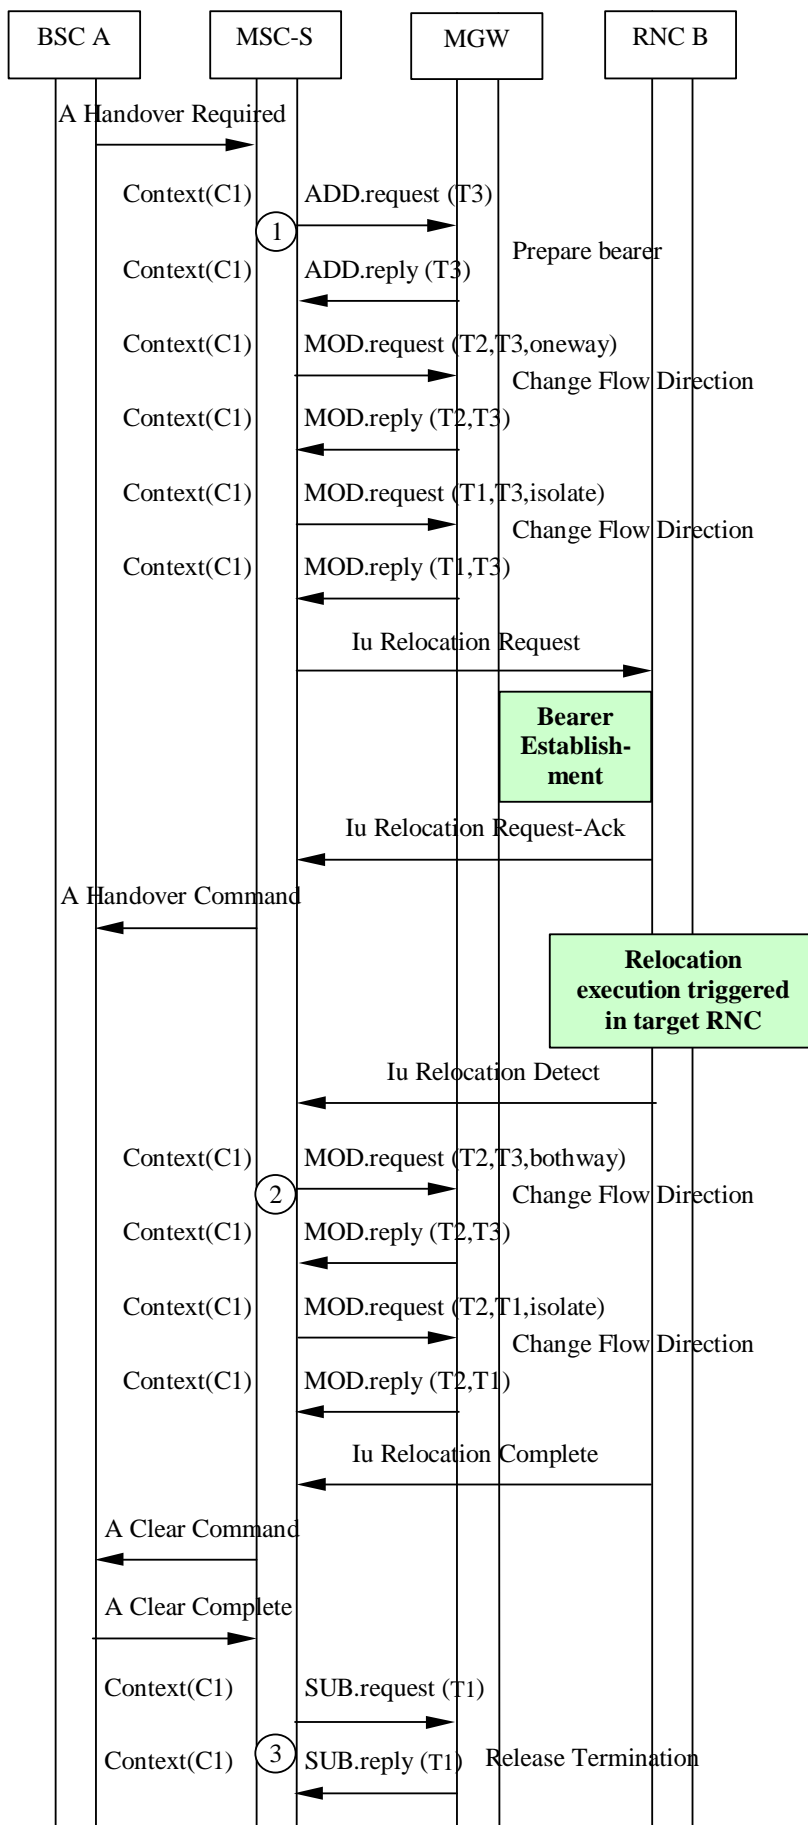 BSC A MSC-S MGW RNC B
A Handover Required
Context(C1) ADD.request (T3)
1
Prepare bearer
Context(C1) ADD.reply (T3)
Context(C1) MOD.request (T2,T3,oneway)
Change Flow Direction
Context(C1) MOD.reply (T2,T3)
Context(C1) MOD.request (T1,T3,isolate)
Change Flow Direction
Context(C1) MOD.reply (T1,T3)
Iu Relocation Request
Bearer
Establish-
ment
Iu Relocation Request-Ack
A Handover Command
Relocation
execution triggered
in target RNC
Iu Relocation Detect
Context(C1) MOD.request (T2,T3,bothway)
2 Change Flow Direction
Context(C1) MOD.reply (T2,T3)
Context(C1) MOD.request (T2,T1,isolate)
Change Flow Direction
Context(C1) MOD.reply (T2,T1)
Iu Relocation Complete
A Clear Command
A Clear Complete
Context(C1) SUB.request (T1)
Context(C1) 3 SUB.reply (T1) Release Termination